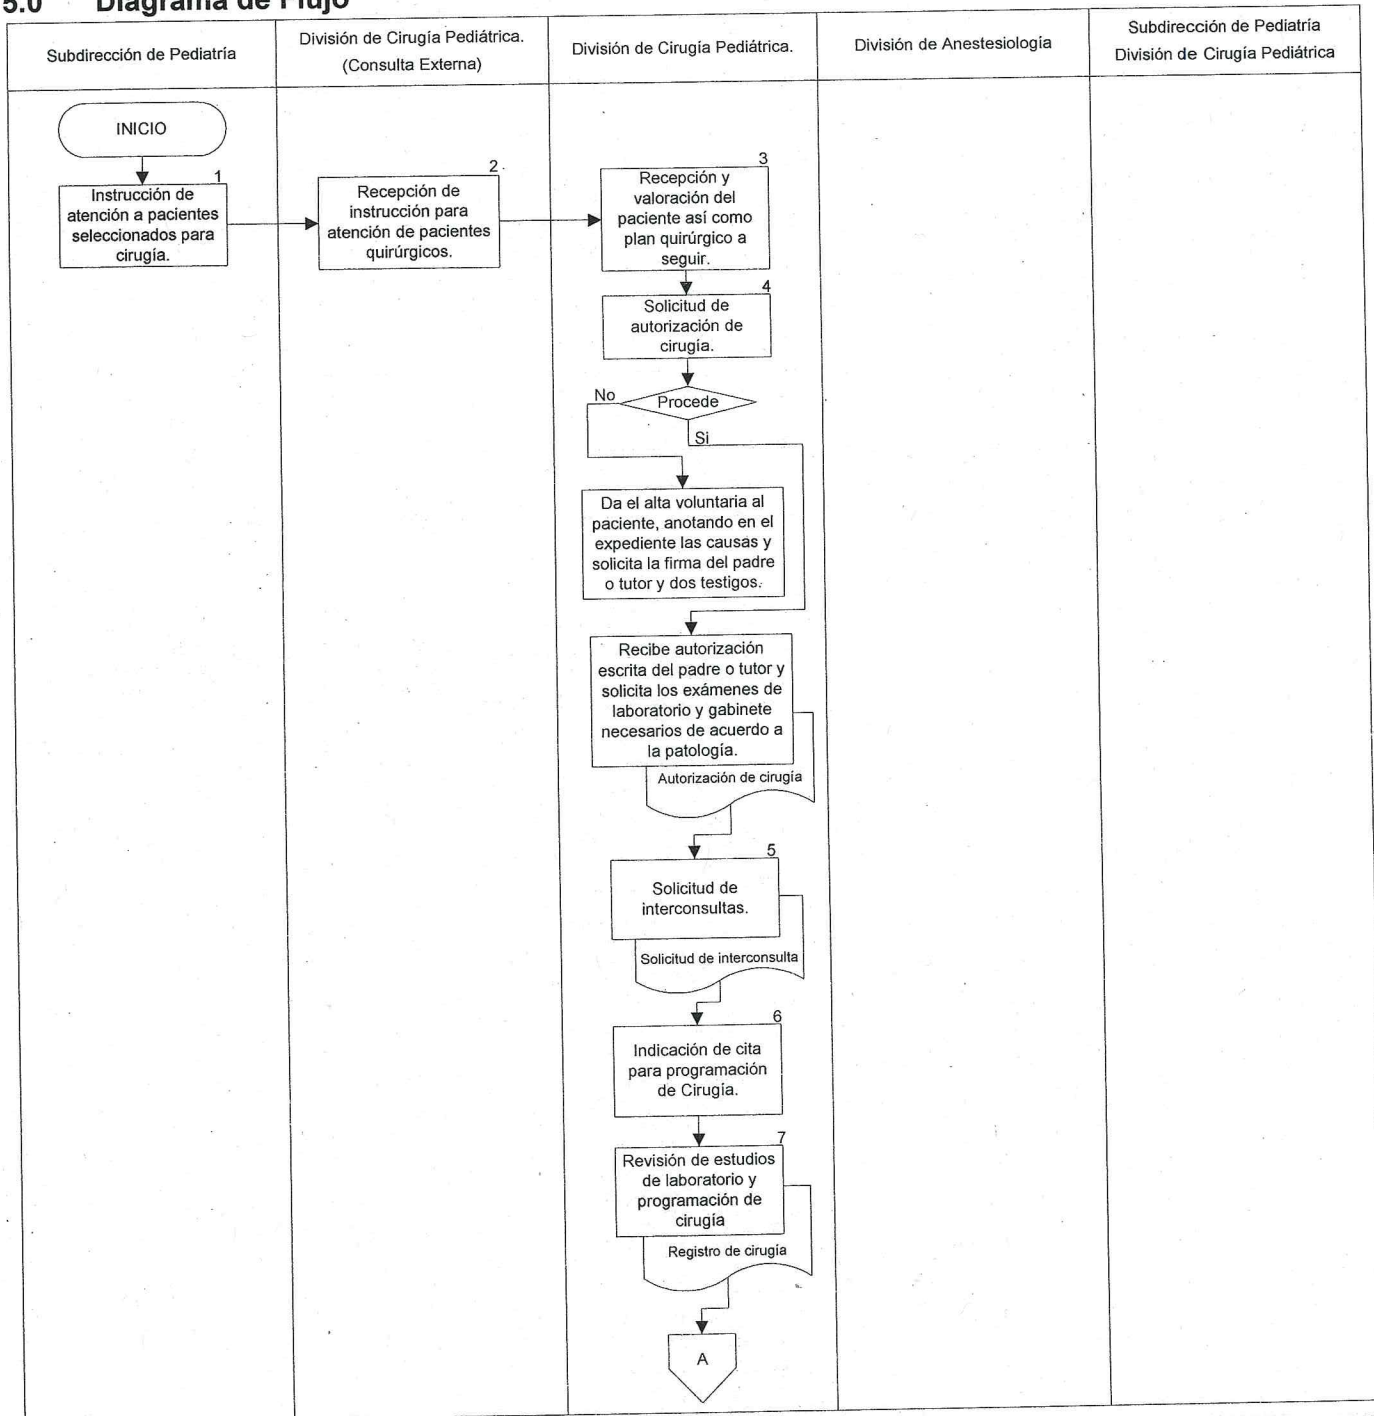 5.0 Diagrama de Flujo
Subdirección de Pediatría
División de Cirugía Pediátrica.
(Consulta Externa)
División de Cirugía Pediátrica.
División de Anestesiología
Subdirección de Pediatría
División de Cirugía Pediátrica
INICIO
1
Instrucción de
atención a pacientes
seleccionados para
cirugía.
2
Recepción de
instrucción para
atención de pacientes
quirúrgicos.
3
Recepción y
valoración del
paciente así como
plan quirúrgico a
seguir.
4
Solicitud de
autorización de
cirugía.
No
Procede
Si
Da el alta voluntaria al
paciente, anotando en el
expediente las causas y
solicita la firma del padre
o tutor y dos testigos.
Recibe autorización
escrita del padre o tutor y
solicita los exámenes de
laboratorio y gabinete
necesarios de acuerdo a
la patología.
Autorización de cirugía
5
Solicitud de
interconsultas.
Solicitud de interconsulta
6
Indicación de cita
para programación
de Cirugía.
7
Revisión de estudios
de laboratorio y
programación de
cirugía
Registro de cirugía
A